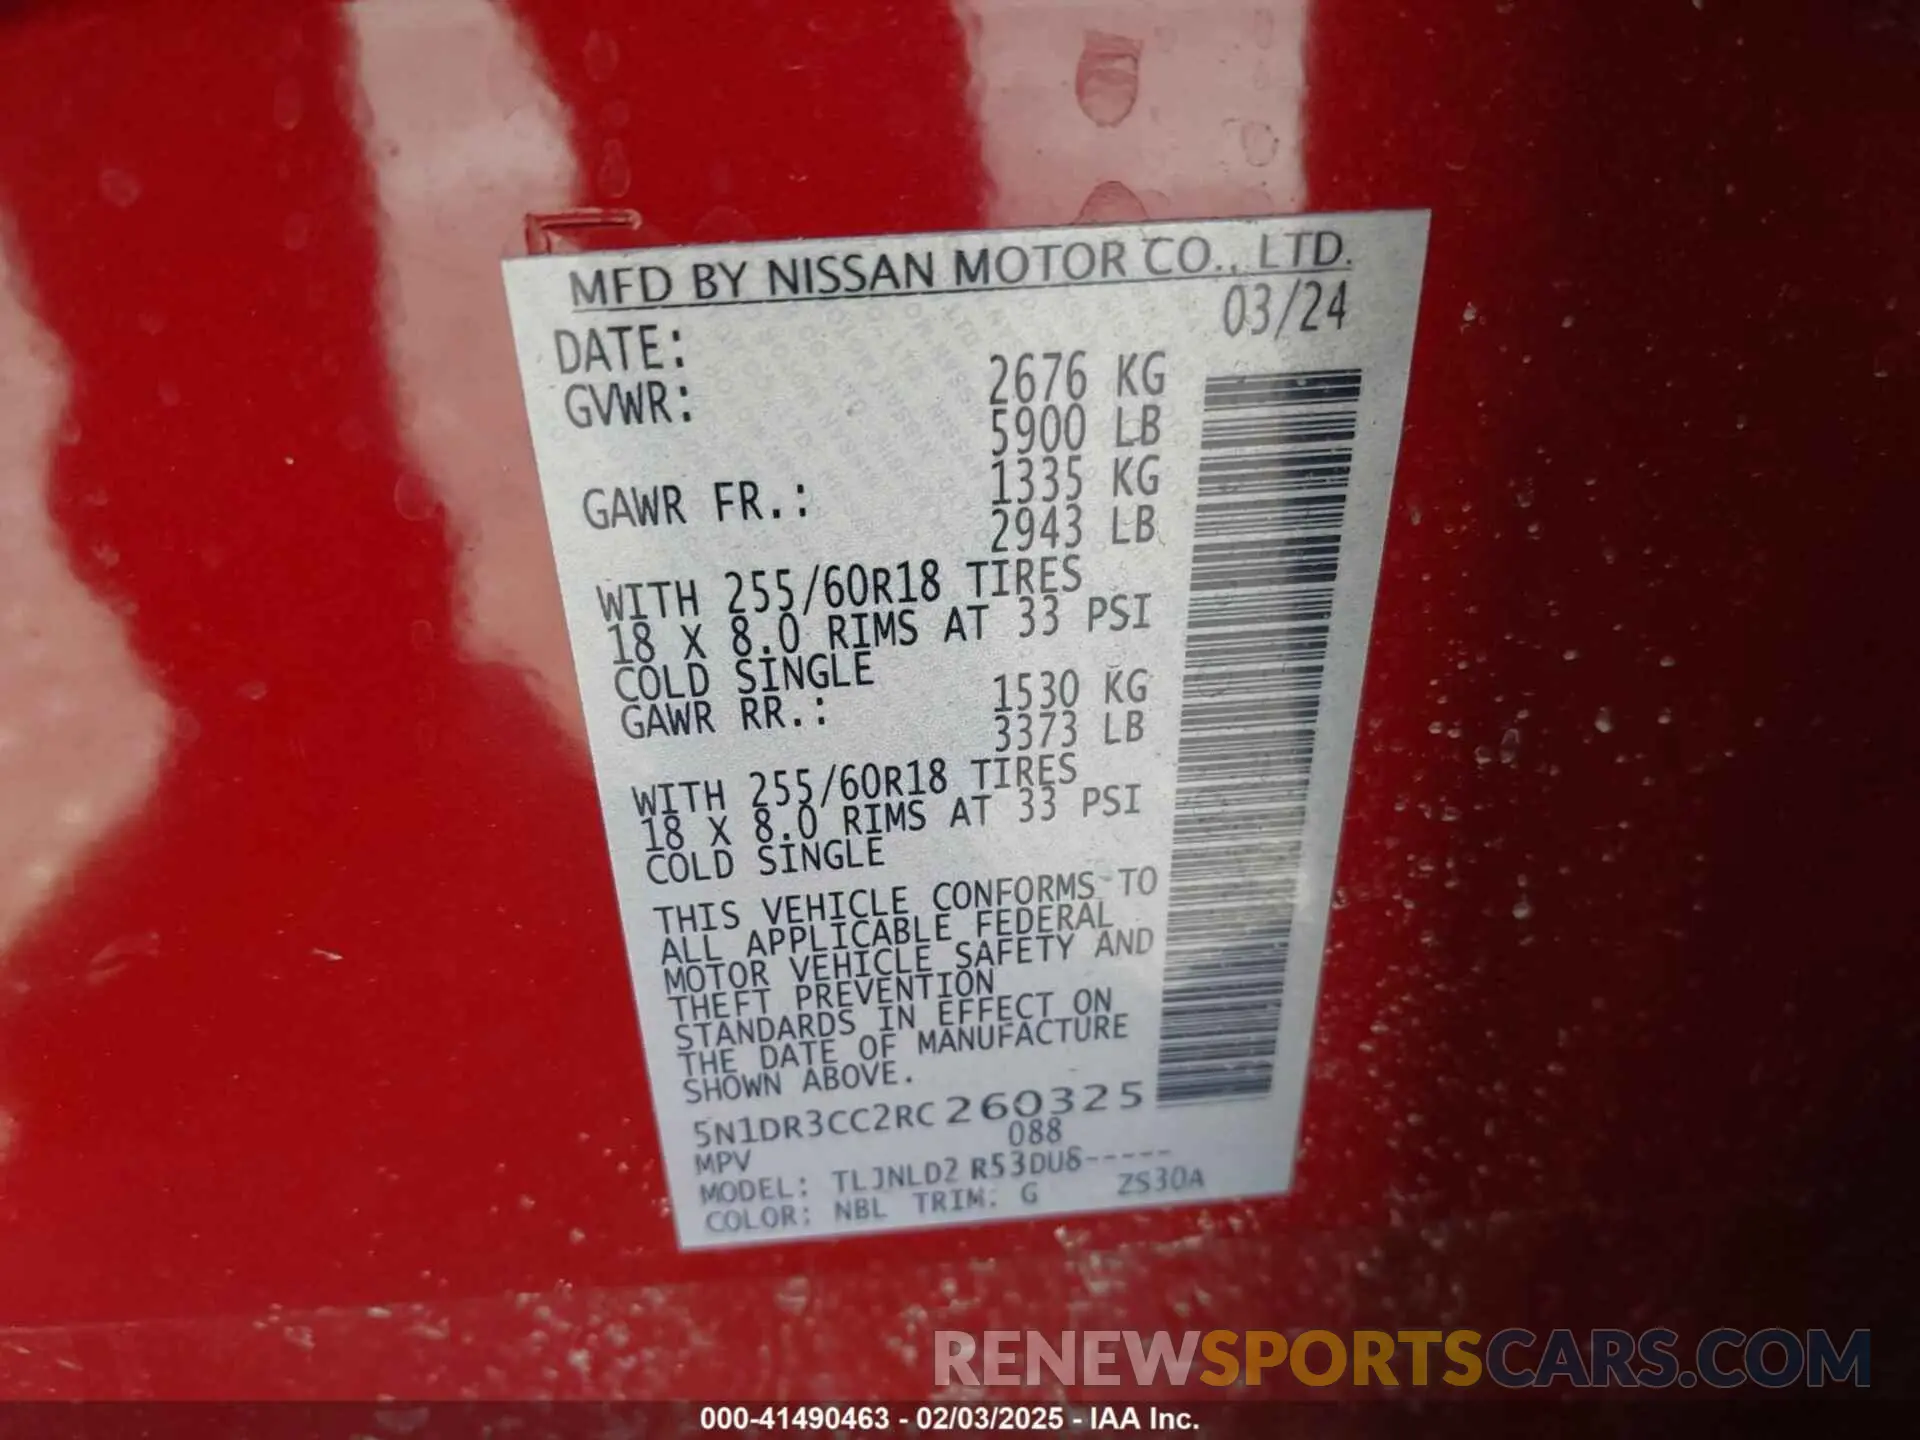 MFD BY NISSAN MOTOR CO., LTD.
DATE: 03/24
GVWR: 2676 KG
5900 LB
GAWR FR.: 1335 KG
2943 LB
WITH 255/60R18 TIRES
18 X 8.0 RIMS AT 33 PSI
COLD SINGLE
GAWR RR.: 1530 KG
3373 LB
WITH 255/60R18 TIRES
18 X 8.0 RIMS AT 33 PSI
COLD SINGLE
THIS VEHICLE CONFORMS TO
ALL APPLICABLE FEDERAL
MOTOR VEHICLE SAFETY AND
THEFT PREVENTION
STANDARDS IN EFFECT ON
THE DATE OF MANUFACTURE
SHOWN ABOVE.
5N1DR3CC2RC260325
MPV 088
MODEL: TLJNLD2 R53DU8-----
COLOR: NBL TRIM: G ZS30A
RENEWSPORTSCARS.COM
000-41490463 - 02/03/2025 - IAA Inc.